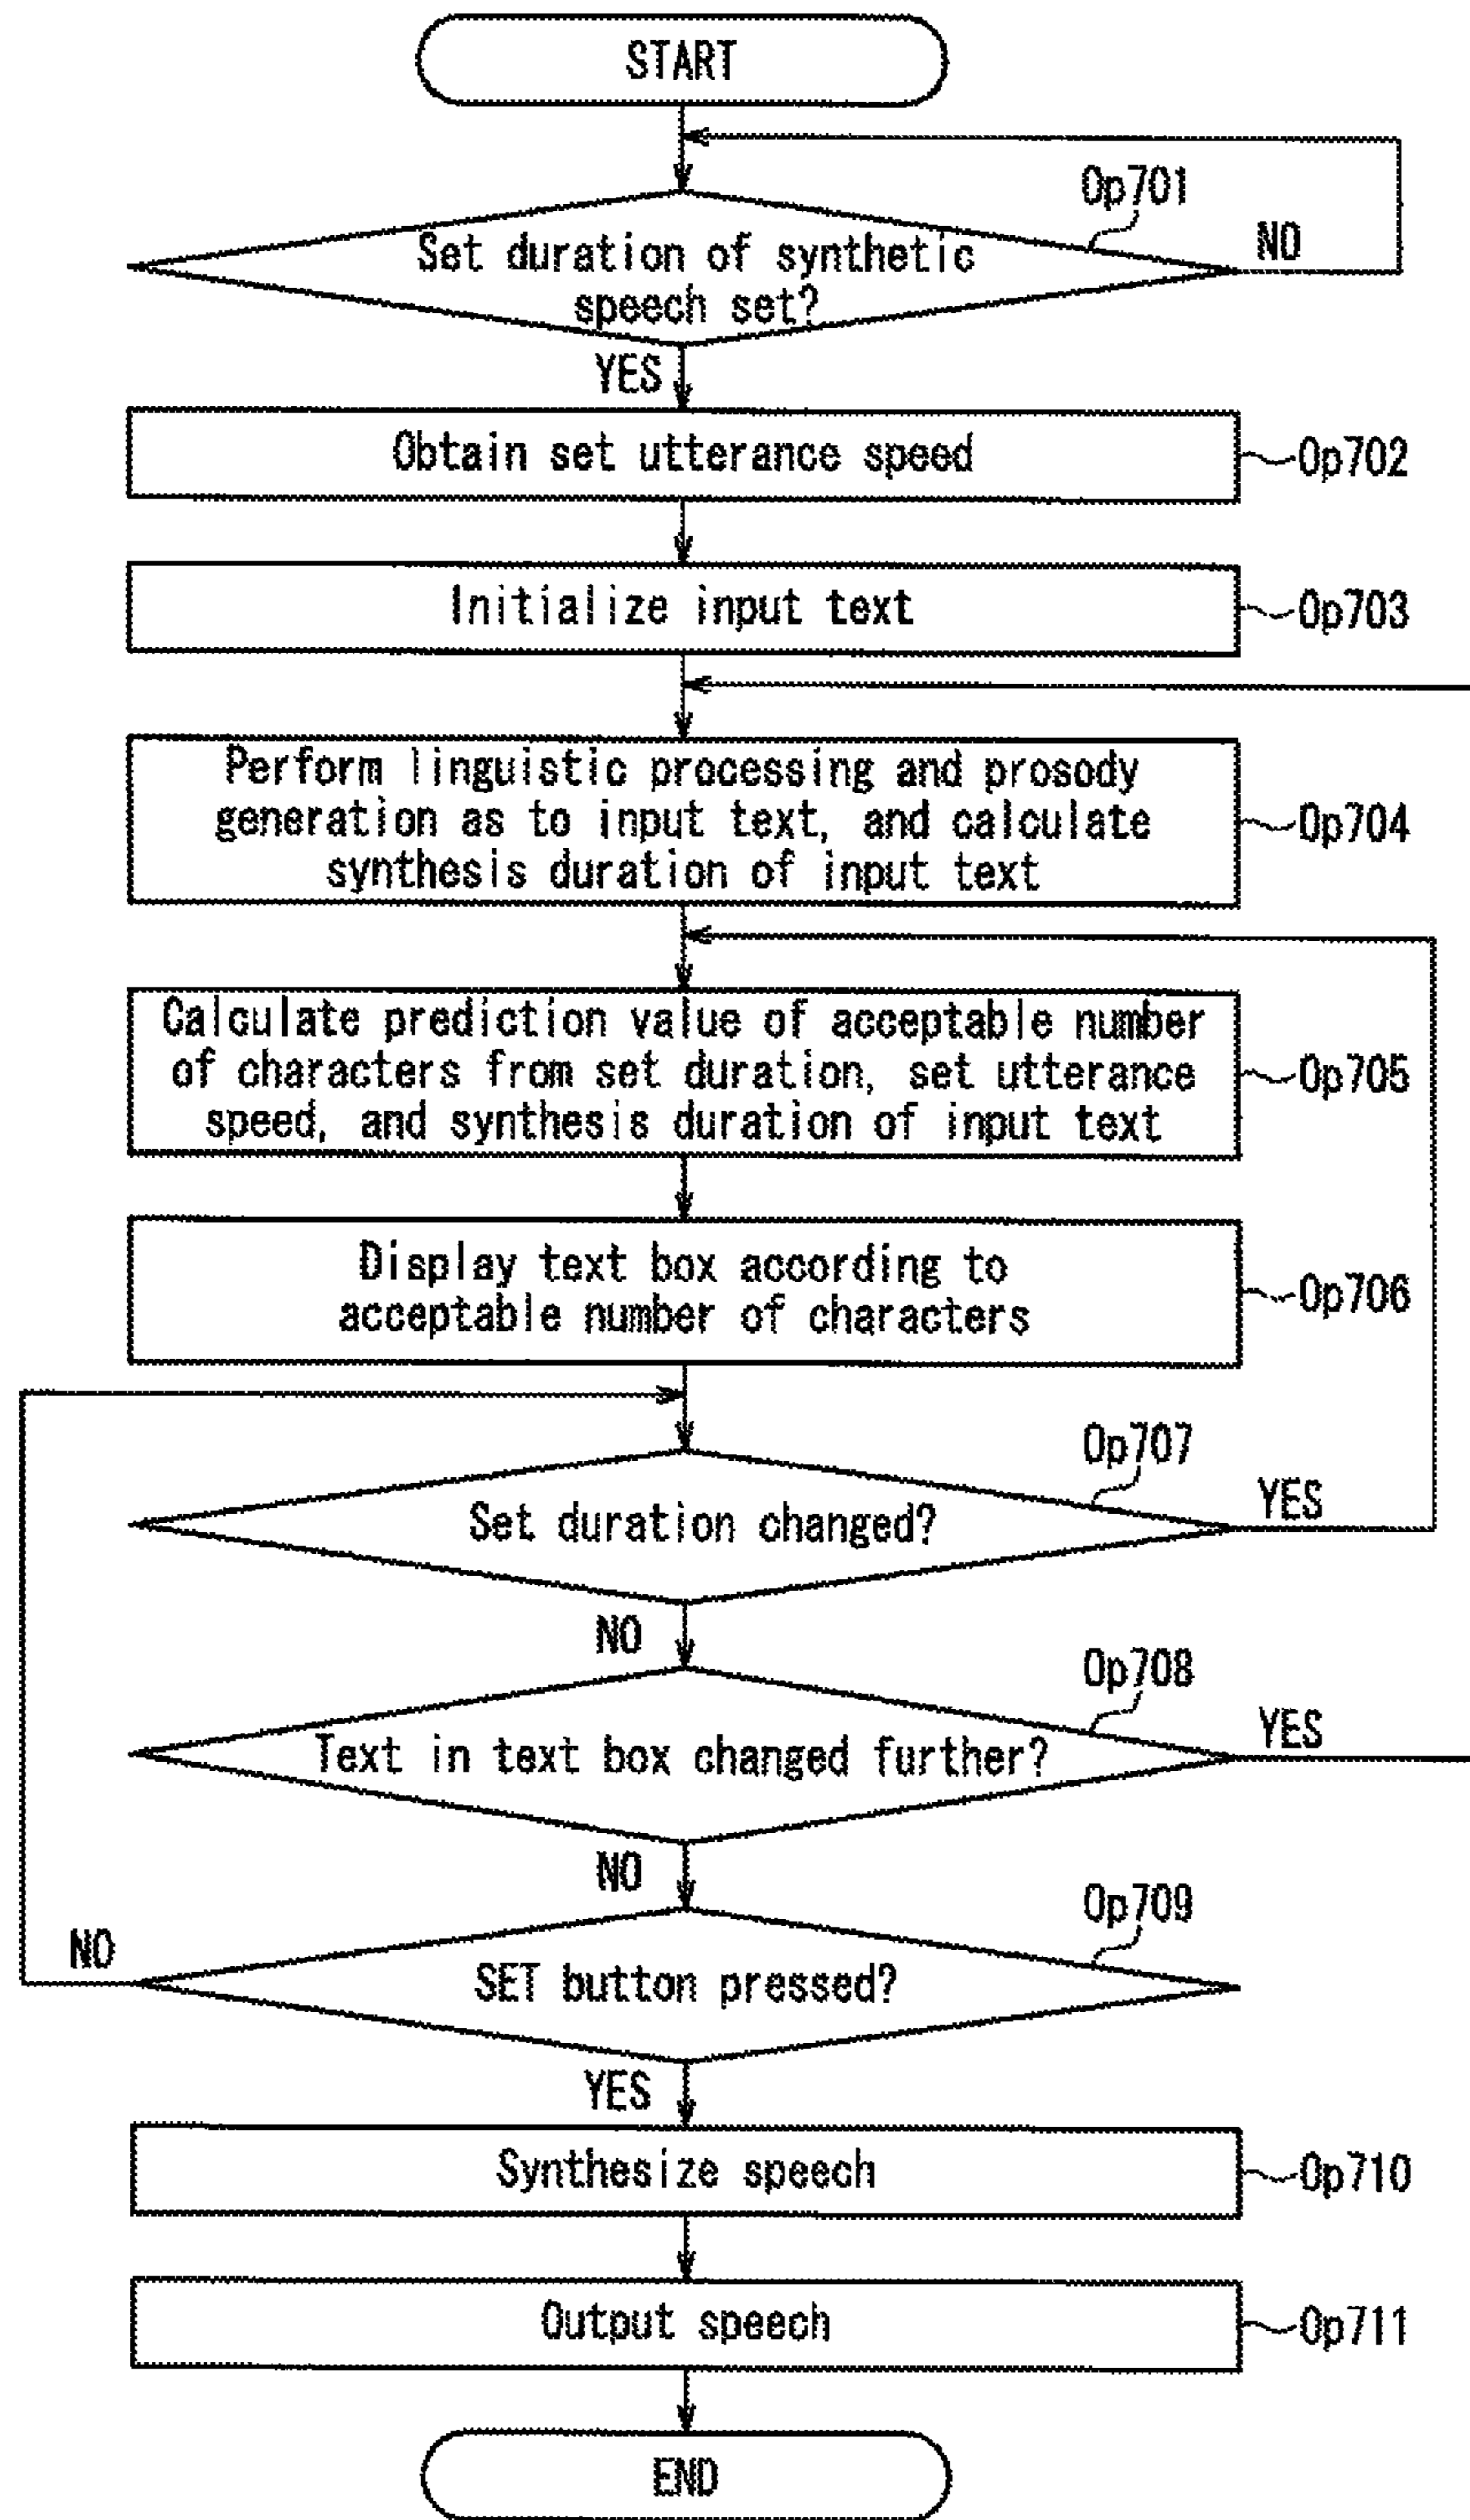 START
Op701
Set duration of synthetic
speech set?
NO
YES
Obtain set utterance speed
Op702
Initialize input text
Op703
Perform linguistic processing and prosody
generation as to input text, and calculate
synthesis duration of input text
Op704
Calculate prediction value of acceptable number
of characters from set duration, set utterance
speed, and synthesis duration of input text
Op705
Display text box according to
acceptable number of characters
Op706
Op707
Set duration changed?
YES
NO
Op708
Text in text box changed further?
YES
NO
Op709
NO
SET button pressed?
YES
Synthesize speech
Op710
Output speech
Op711
END